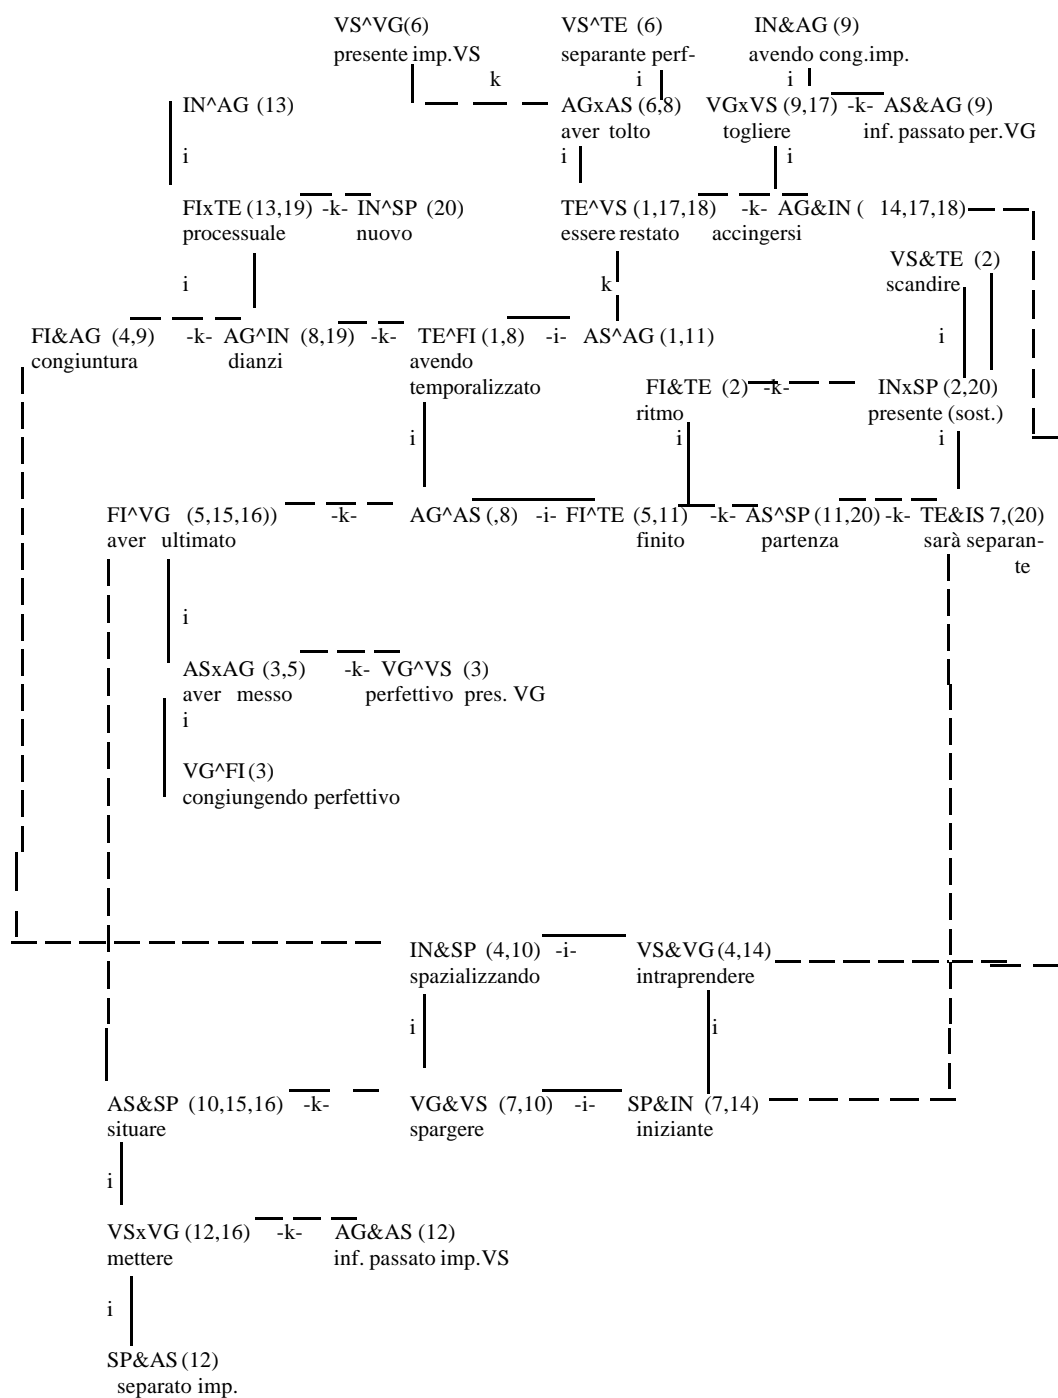 VS^VG(6) VS^TE (6) IN&AG (9)
presente imp.VS separante perf- avendo cong.imp.
k i i
IN^AG (13) AGxAS (6,8) VGxVS (9,17) -k- AS&AG (9)
aver tolto togliere inf. passato per.VG
i i i
FIxTE (13,19) -k- IN^SP (20) TE^VS (1,17,18) -k- AG&IN ( 14,17,18)
processuale nuovo essere restato accingersi
VS&TE (2)
i k scandire
FI&AG (4,9) -k- AG^IN (8,19) -k- TE^FI (1,8) -i- AS^AG (1,11) i
congiuntura dianzi avendo
temporalizzato FI&TE (2) -k- INxSP (2,20)
ritmo presente (sost.)
i i i
FI^VG (5,15,16)) -k- AG^AS (,8) -i- FI^TE (5,11) -k- AS^SP (11,20) -k- TE&IS 7,(20)
aver ultimato finito partenza sarà separan-
te
i
ASxAG (3,5) -k- VG^VS (3)
aver messo perfettivo pres. VG
i
VG^FI (3)
congiungendo perfettivo
IN&SP (4,10) -i- VS&VG (4,14)
spazializzando intraprendere
i i
AS&SP (10,15,16) -k- VG&VS (7,10) -i- SP&IN (7,14)
situare spargere iniziante
i
VSxVG (12,16) -k- AG&AS (12)
mettere inf. passato imp.VS
i
SP&AS (12)
separato imp.